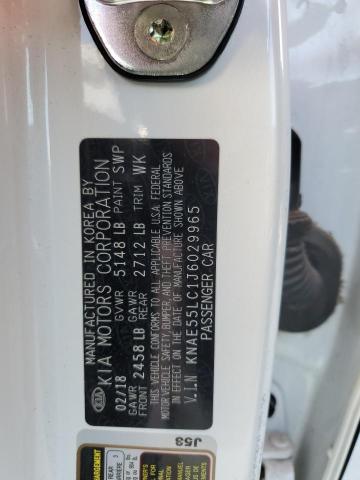 MANUFACTURED IN KOREA BY
KIA MOTORS CORPORATION
02/18 GVWR 5148 LB PAINT SWP
GAWR FRONT 2458 LB GAWR REAR 2712 LB TRIM WK
THIS VEHICLE CONFORMS TO ALL APPLICABLE U.S.A. FEDERAL
MOTOR VEHICLE SAFETY, BUMPER, AND THEFT PREVENTION STANDARDS
IN EFFECT ON THE DATE OF MANUFACTURE SHOWN ABOVE
V.I.N KNAE55LC1J6029965
PASSENGER CAR
KIA
J53